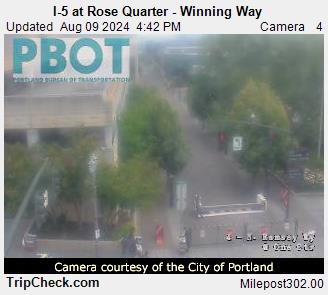 I-5 at Rose Quarter - Winning Way
Updated Aug 09 2024 4:42 PM Camera 4
PBOT
PORTLAND BUREAU OF TRANSPORTATION
Camera courtesy of the City of Portland
TripCheck.com Milepost302.00